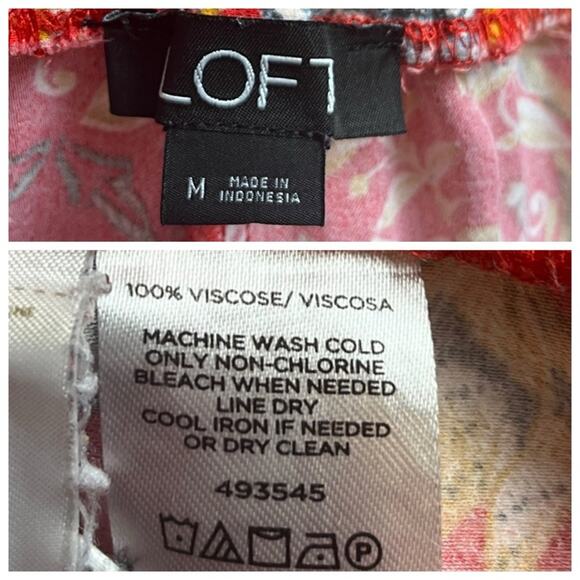 LOFT
M MADE IN
INDONESIA
100% VISCOSE/ VISCOSA
MACHINE WASH COLD
ONLY NON-CHLORINE
BLEACH WHEN NEEDED
LINE DRY
COOL IRON IF NEEDED
OR DRY CLEAN
493545
P